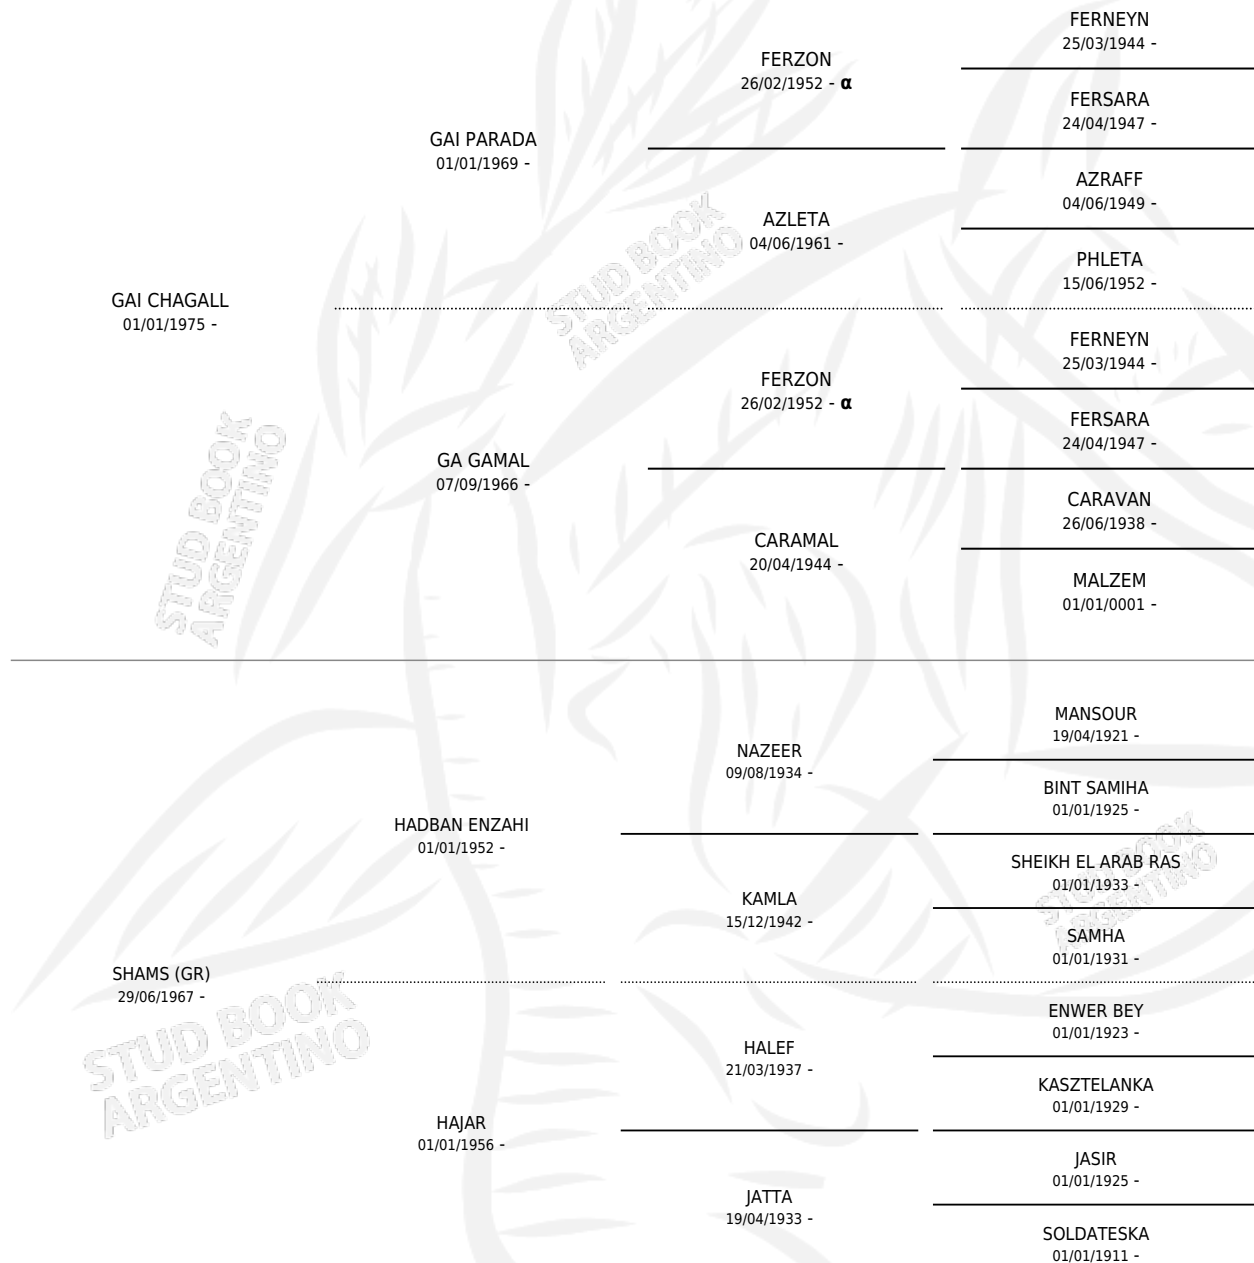 FERNEYN
25/03/1944 -
FERZON
26/02/1952 - α
FERSARA
24/04/1947 -
GAI PARADA
01/01/1969 -
AZRAFF
04/06/1949 -
AZLETA
04/06/1961 -
PHLETA
15/06/1952 -
GAI CHAGALL
01/01/1975 -
FERNEYN
25/03/1944 -
FERZON
26/02/1952 - α
FERSARA
24/04/1947 -
GA GAMAL
07/09/1966 -
CARAVAN
26/06/1938 -
CARAMAL
20/04/1944 -
MALZEM
01/01/0001 -
MANSOUR
19/04/1921 -
NAZEER
09/08/1934 -
BINT SAMIHA
01/01/1925 -
HADBAN ENZAHI
01/01/1952 -
SHEIKH EL ARAB RAS
01/01/1933 -
KAMLA
15/12/1942 -
SAMHA
01/01/1931 -
SHAMS (GR)
29/06/1967 -
ENWER BEY
01/01/1923 -
HALEF
21/03/1937 -
KASZTELANKA
01/01/1929 -
HAJAR
01/01/1956 -
JASIR
01/01/1925 -
JATTA
19/04/1933 -
SOLDATESKA
01/01/1911 -
STUD BOOK
ARGENTINO
STUD BOOK
ARGENTINO
STUD BOOK
ARGENTINO
STUD BOOK
ARGENTINO